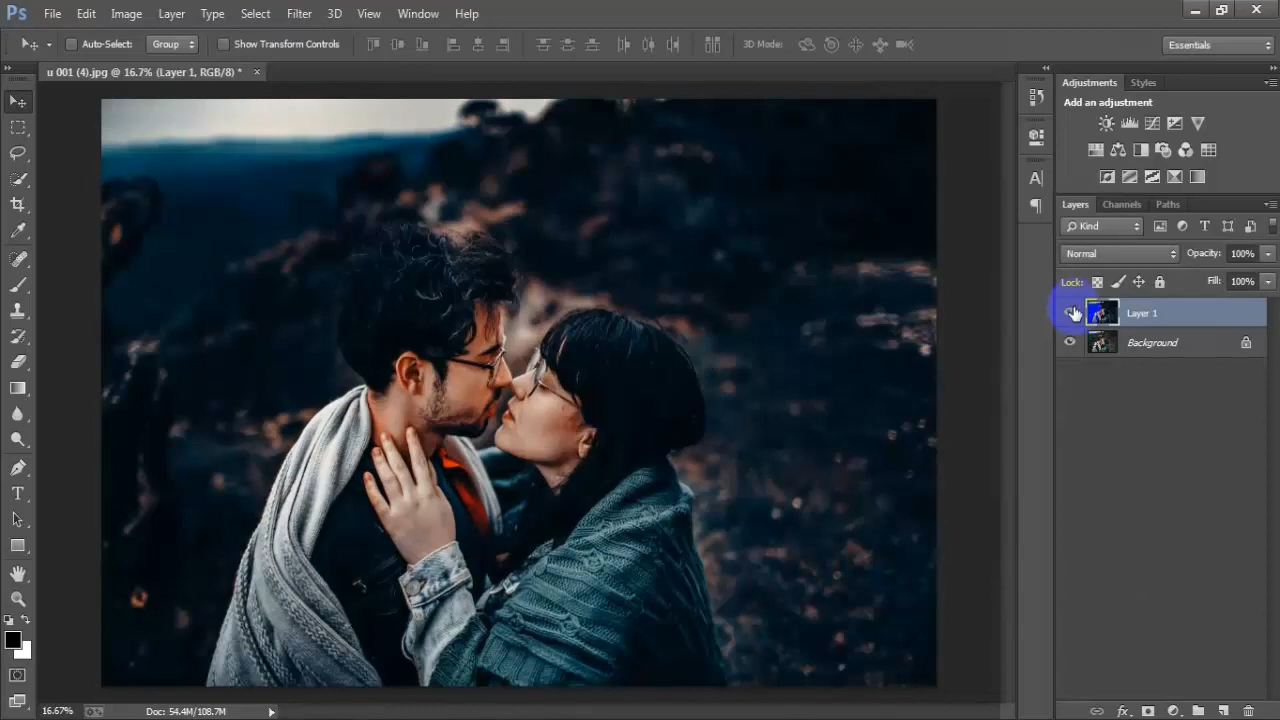 Ps File Edit Image Layer Type Select Filter 3D View Window Help
Auto-Select: Group Show Transform Controls 3D Mode: Essentials
u 001 (4).jpg @ 16.7% (Layer 1, RGB/8) *
Adjustments Styles
Add an adjustment
Layers Channels Paths
Kind
Normal Opacity: 100%
Lock: Fill: 100%
Layer 1
Background
16.67% Doc: 54.4M/108.7M